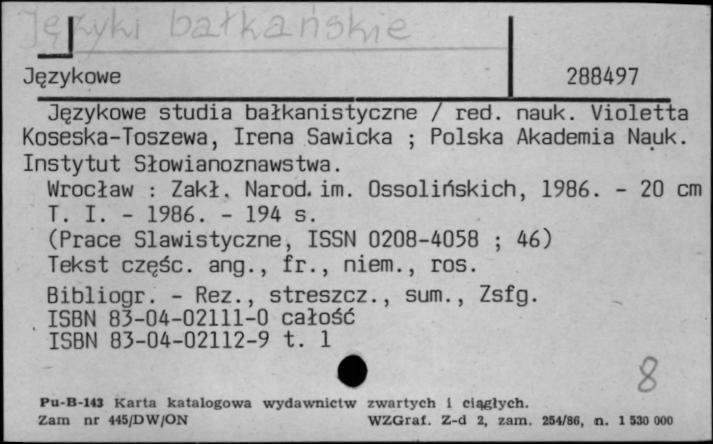 Języki bałkańskie
Językowe 288497
Językowe studia bałkanistyczne / red. nauk. Violetta
Koseska-Toszewa, Irena Sawicka ; Polska Akademia Nauk.
Instytut Słowianoznawstwa.
Wrocław : Zakł. Narod. im. Ossolińskich, 1986. - 20 cm
T. I. - 1986. - 194 s.
(Prace Slawistyczne, ISSN 0208-4058 ; 46)
Tekst częśc. ang., fr., niem., ros.
Bibliogr. - Rez., streszcz., sum., Zsfg.
ISBN 83-04-02111-0 całość
ISBN 83-04-02112-9 t. 1
8
Pu-B-143 Karta katalogowa wydawnictw zwartych i ciągłych.
Zam nr 445/DW/ON WZGraf. Z-d 2, zam. 254/86, n. 1 530 000